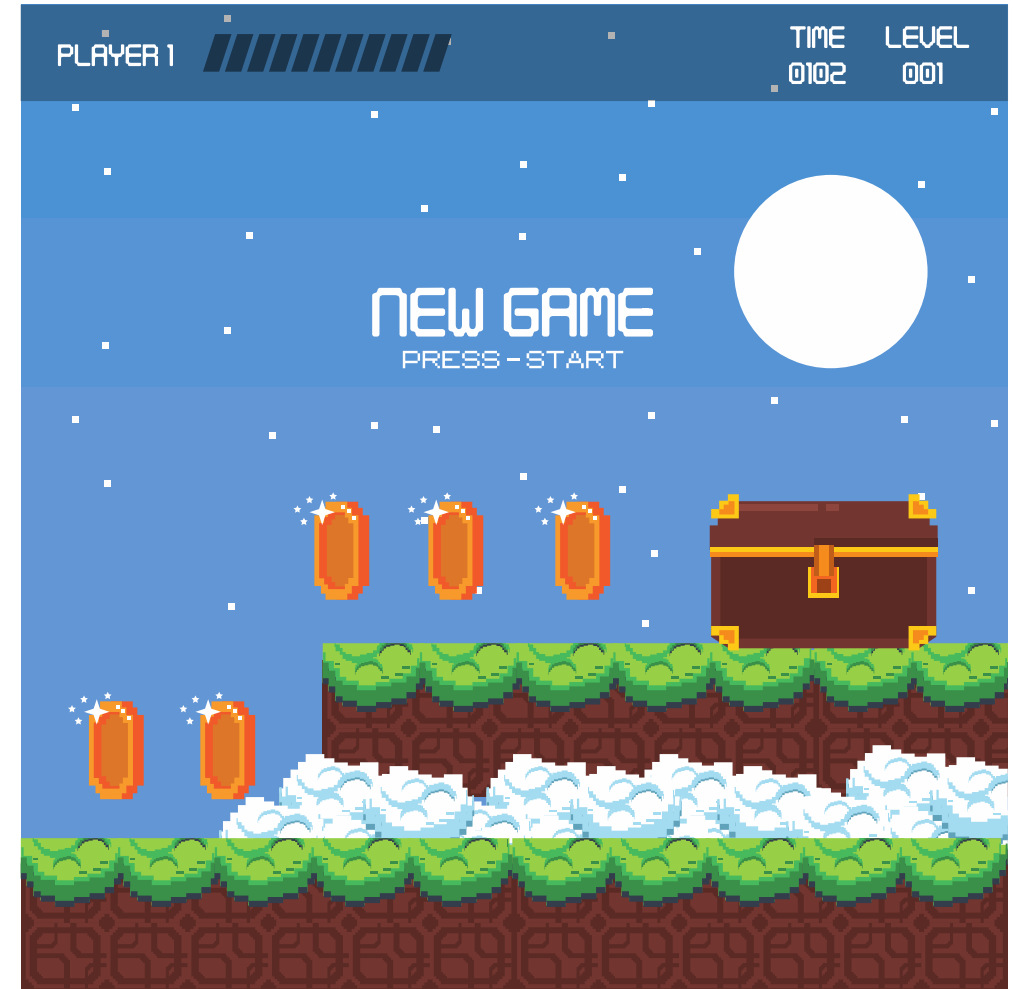 PLAYER 1
TIME LEVEL
0102 001
NEW GAME
PRESS-START